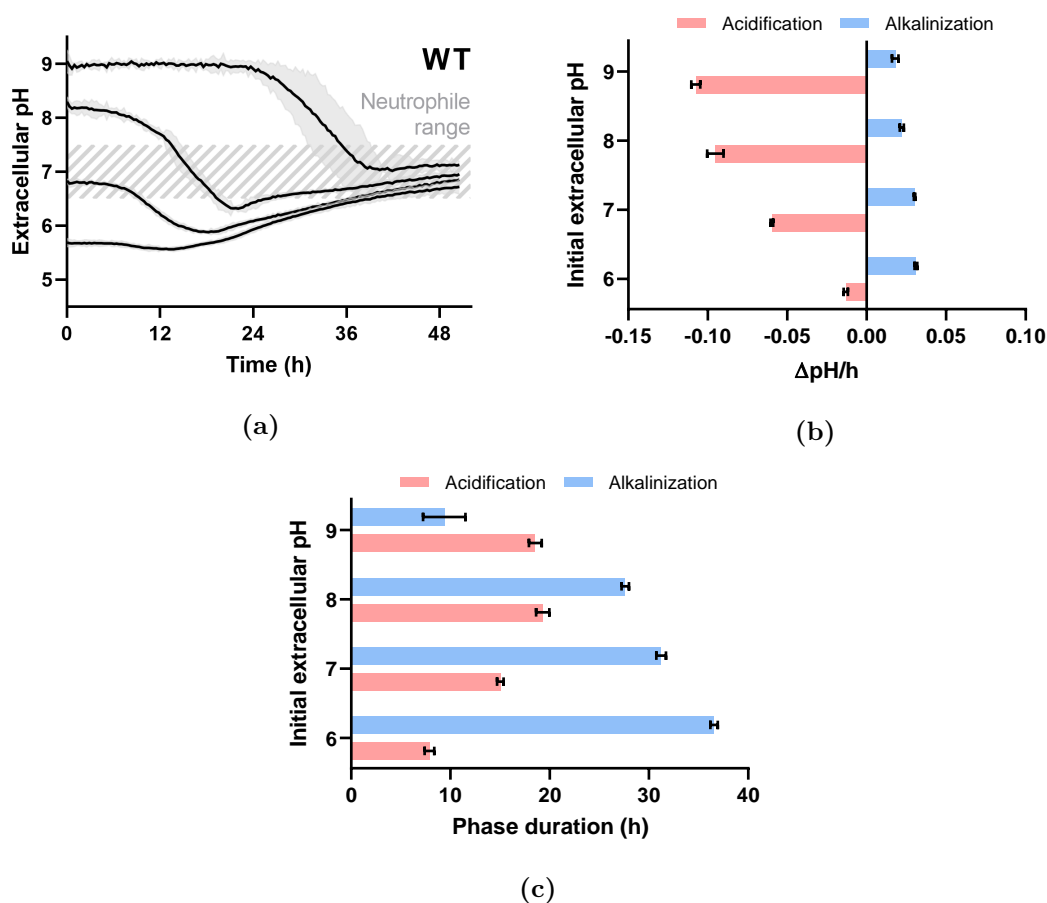 WT
Neutrophile
range
Extracellular pH
9
8
7
6
5
0 12 24 36 48
Time (h)
(a)
Acidification Alkalinization
Initial extracellular pH
9
8
7
6
-0.15 -0.10 -0.05 0.00 0.05 0.10
ΔpH/h
(b)
Acidification Alkalinization
Initial extracellular pH
9
8
7
6
0 10 20 30 40
Phase duration (h)
(c)